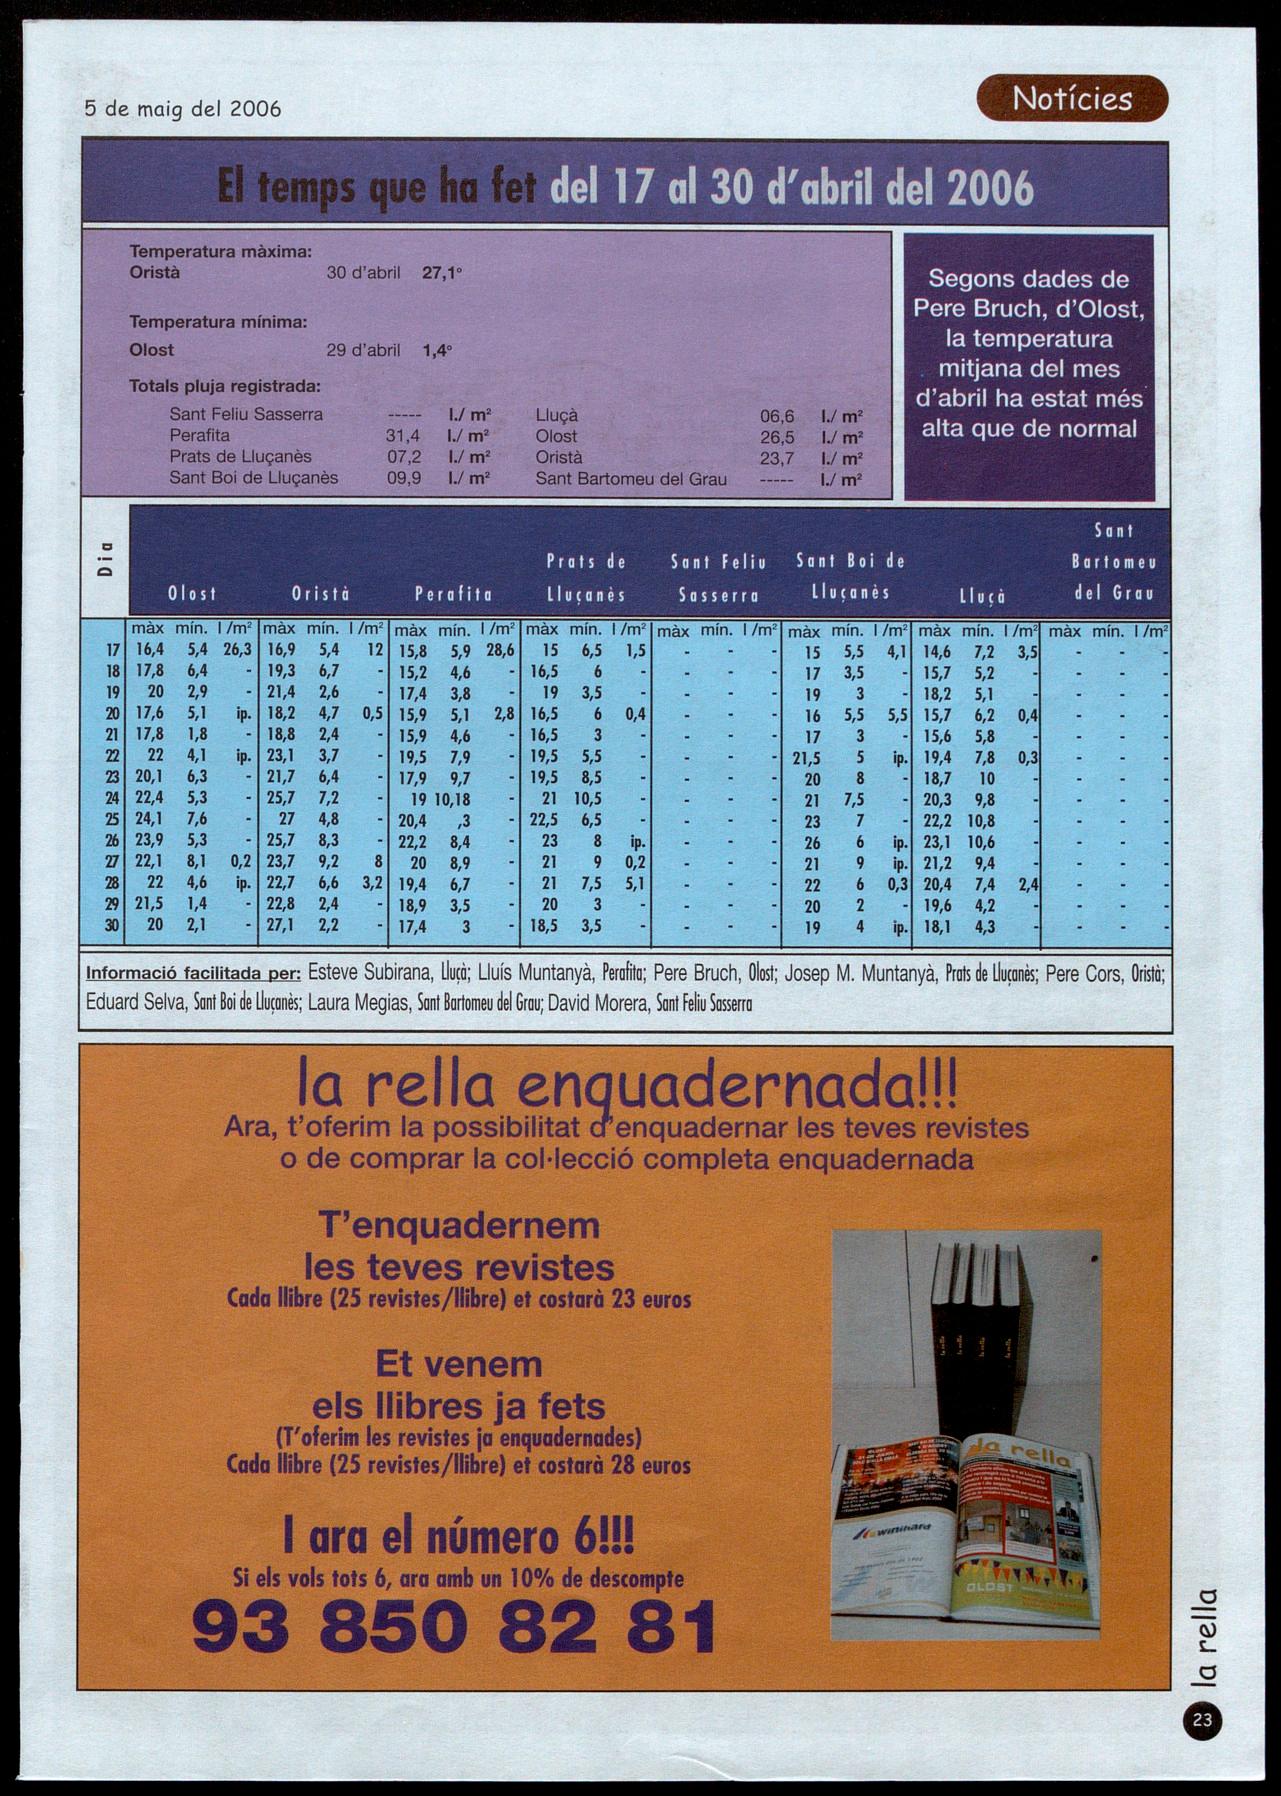 5 de maig del 2006
Notícies
El temps que ha fet del 17 al 30 d'abril del 2006
Temperatura màxima:
Oristà 30 d'abril 27,1°
Temperatura mínima:
Olost 29 d'abril 1,4°
Totals pluja registrada:
Sant Feliu Sasserra ----- l./ m² Lluçà 06,6 l./ m²
Perafita 31,4 l./ m² Olost 26,5 l./ m²
Prats de Lluçanès 07,2 l./ m² Oristà 23,7 l./ m²
Sant Boi de Lluçanès 09,9 l./ m² Sant Bartomeu del Grau ----- l./ m²
Segons dades de
Pere Bruch, d'Olost,
la temperatura
mitjana del mes
d'abril ha estat més
alta que de normal
Dia Olost Oristà Perafita Prats de Lluçanès Sant Feliu Sasserra Sant Boi de Lluçanès Lluçà Sant Bartomeu del Grau
màx mín. l /m² màx mín. l /m² màx mín. l /m² màx mín. l /m² màx mín. l /m² màx mín. l /m² màx mín. l /m² màx mín. l /m²
17 16,4 5,4 26,3 16,9 5,4 12 15,8 5,9 28,6 15 6,5 1,5 - - - 15 5,5 4,1 14,6 7,2 3,5 - - -
18 17,8 6,4 - 19,3 6,7 - 15,2 4,6 - 16,5 6 - - - - 17 3,5 - 15,7 5,2 - - - -
19 20 2,9 - 21,4 2,6 - 17,4 3,8 - 19 3,5 - - - - 19 3 - 18,2 5,1 - - - -
20 17,6 5,1 ip. 18,2 4,7 0,5 15,9 5,1 2,8 16,5 6 0,4 - - - 16 5,5 5,5 15,7 6,2 0,4 - - -
21 17,8 1,8 - 18,8 2,4 - 15,9 4,6 - 16,5 3 - - - - 17 3 - 15,6 5,8 - - - -
22 22 4,1 ip. 23,1 3,7 - 19,5 7,9 - 19,5 5,5 - - - - 21,5 5 ip. 19,4 7,8 0,3 - - -
23 20,1 6,3 - 21,7 6,4 - 17,9 9,7 - 19,5 8,5 - - - - 20 8 - 18,7 10 - - - -
24 22,4 5,3 - 25,7 7,2 - 19 10,18 - 21 10,5 - - - - 21 7,5 - 20,3 9,8 - - - -
25 24,1 7,6 - 27 4,8 - 20,4 ,3 - 22,5 6,5 - - - - 23 7 - 22,2 10,8 - - - -
26 23,9 5,3 - 25,7 8,3 - 22,2 8,4 - 23 8 ip. - - - 26 6 ip. 23,1 10,6 - - - -
27 22,1 8,1 0,2 23,7 9,2 8 20 8,9 - 21 9 0,2 - - - 21 9 ip. 21,2 9,4 - - - -
28 22 4,6 ip. 22,7 6,6 3,2 19,4 6,7 - 21 7,5 5,1 - - - 22 6 0,3 20,4 7,4 2,4 - - -
29 21,5 1,4 - 22,8 2,4 - 18,9 3,5 - 20 3 - - - - 20 2 - 19,6 4,2 - - - -
30 20 2,1 - 27,1 2,2 - 17,4 3 - 18,5 3,5 - - - - 19 4 ip. 18,1 4,3 - - - -
Informació facilitada per: Esteve Subirana, Lluçà; Lluís Muntanyà, Perafita; Pere Bruch, Olost; Josep M. Muntanyà, Prats de Lluçanès; Pere Cors, Oristà;
Eduard Selva, Sant Boi de Lluçanès; Laura Megias, Sant Bartomeu del Grau; David Morera, Sant Feliu Sasserra
la rella enquadernada!!!
Ara, t'oferim la possibilitat d'enquadernar les teves revistes
o de comprar la col·lecció completa enquadernada
T'enquadernem
les teves revistes
Cada llibre (25 revistes/llibre) et costarà 23 euros
Et venem
els llibres ja fets
(T'oferim les revistes ja enquadernades)
Cada llibre (25 revistes/llibre) et costarà 28 euros
I ara el número 6!!!
Si els vols tots 6, ara amb un 10% de descompte
93 850 82 81
la rella
OLOST
winihard
la rella
23